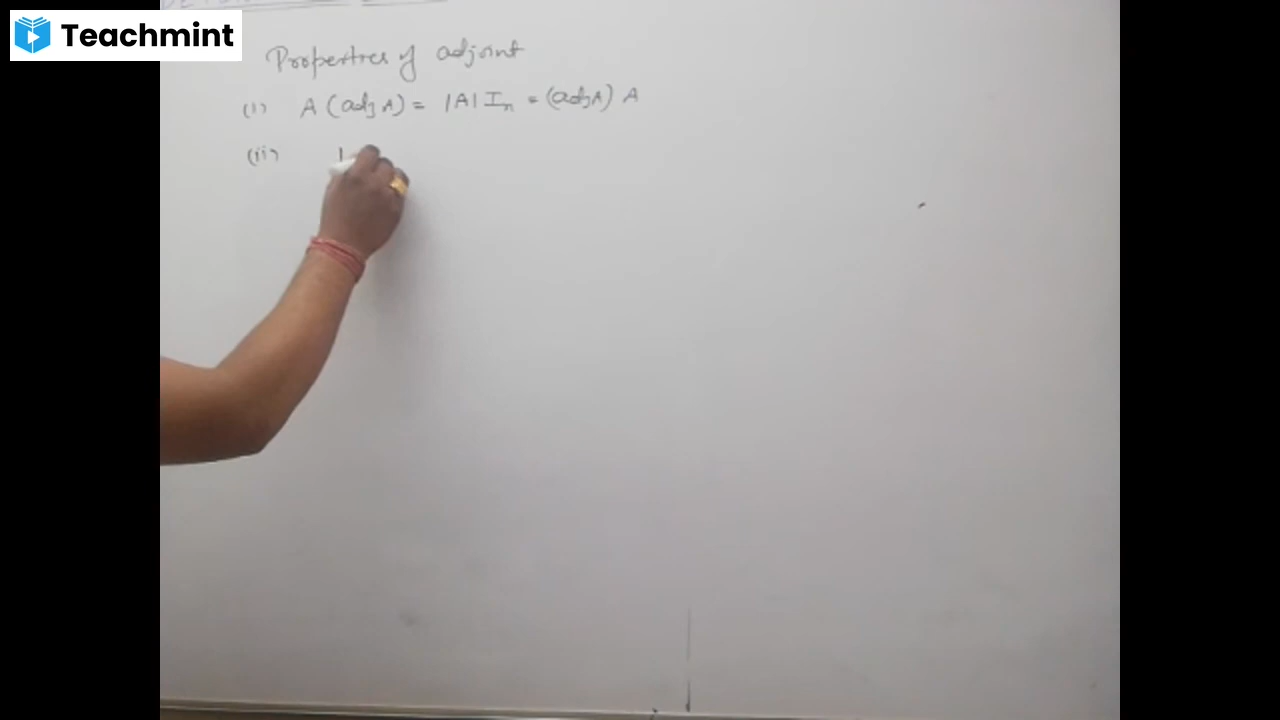 Teachmint
Properties of adjoint
(i) A (adj A) = |A| Iₙ = (adj A) A
(ii) |